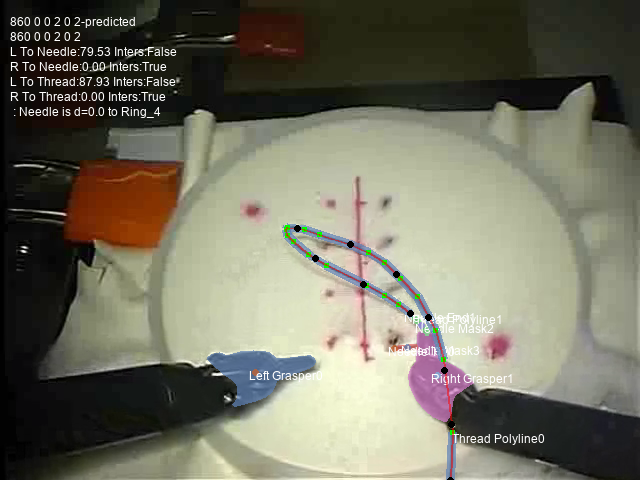 860 0 0 2 0 2-predicted
860 0 0 2 0 2
L To Needle:79.53 Inters:False
R To Needle:0.00 Inters:True
L To Thread:87.93 Inters:False
R To Thread:0.00 Inters:True
: Needle is d=0.0 to Ring_4
Thread Polyline1
Needle Mask2
Mask3
Left Grasper
Right Grasper1
Thread Polyline0